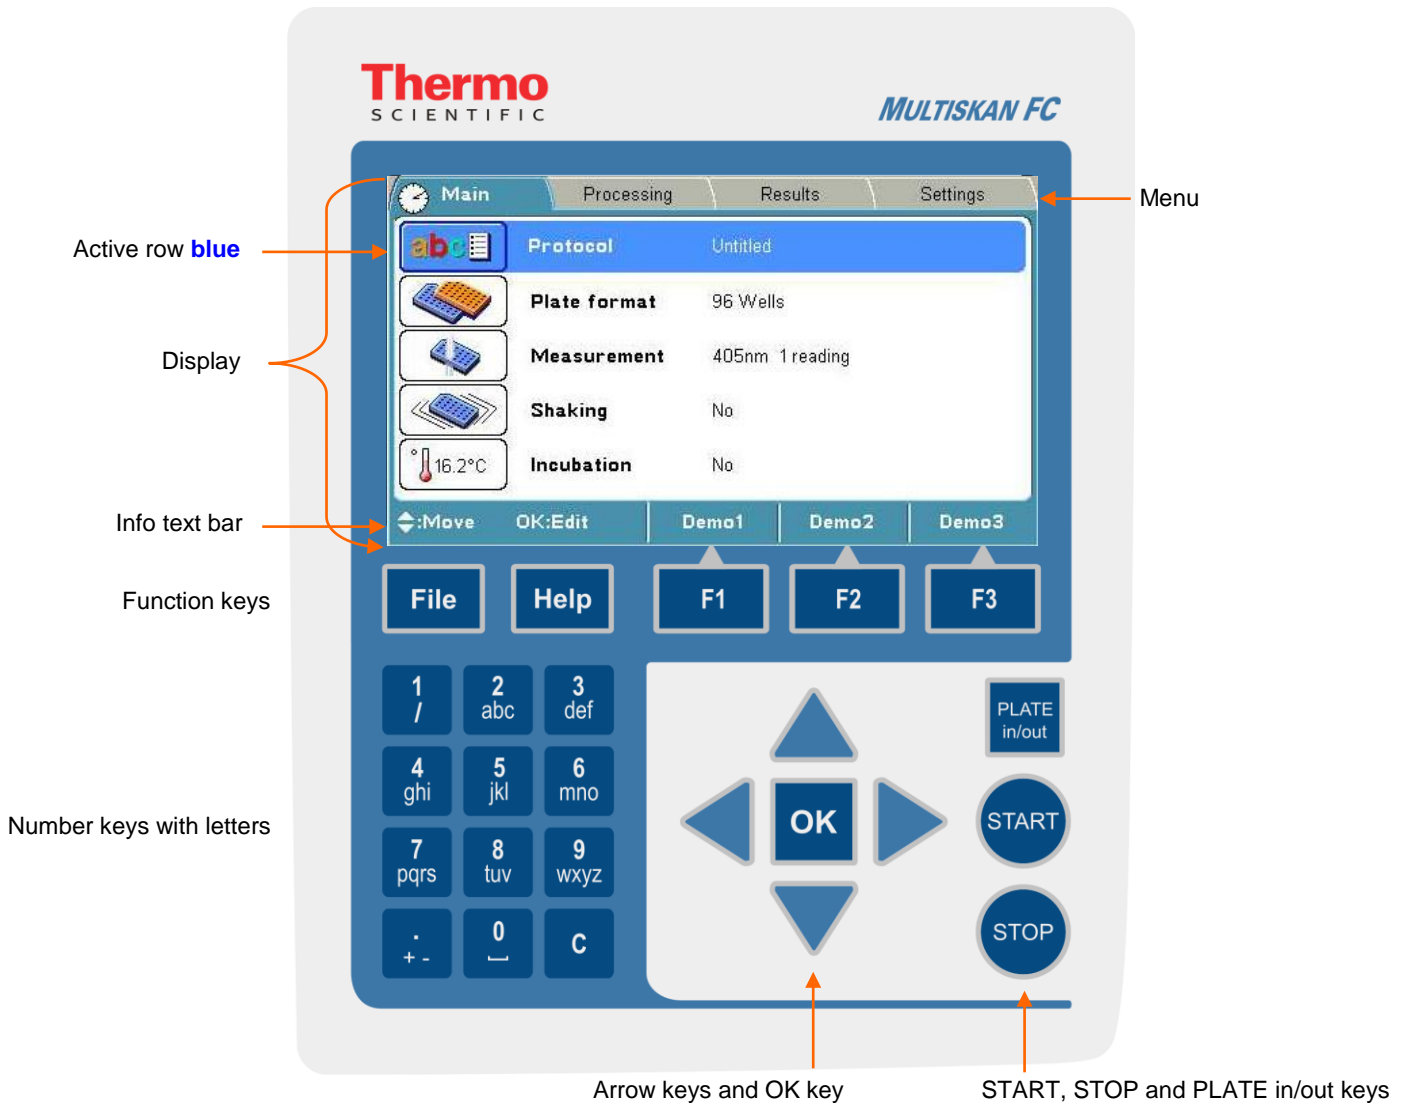 Thermo
SCIENTIFIC
MULTISKAN FC
Main Processing Results Settings
Menu
Active row blue
abc Protocol Untitled
Plate format 96 Wells
Display
Measurement 405nm 1 reading
Shaking No
16.2°C Incubation No
Info text bar
:Move OK:Edit Demo1 Demo2 Demo3
Function keys
File Help F1 F2 F3
1 2 3
/ abc def
PLATE
in/out
4 5 6
ghi jkl mno
Number keys with letters
OK
START
7 8 9
pqrs tuv wxyz
. 0 C
+ -
STOP
Arrow keys and OK key
START, STOP and PLATE in/out keys